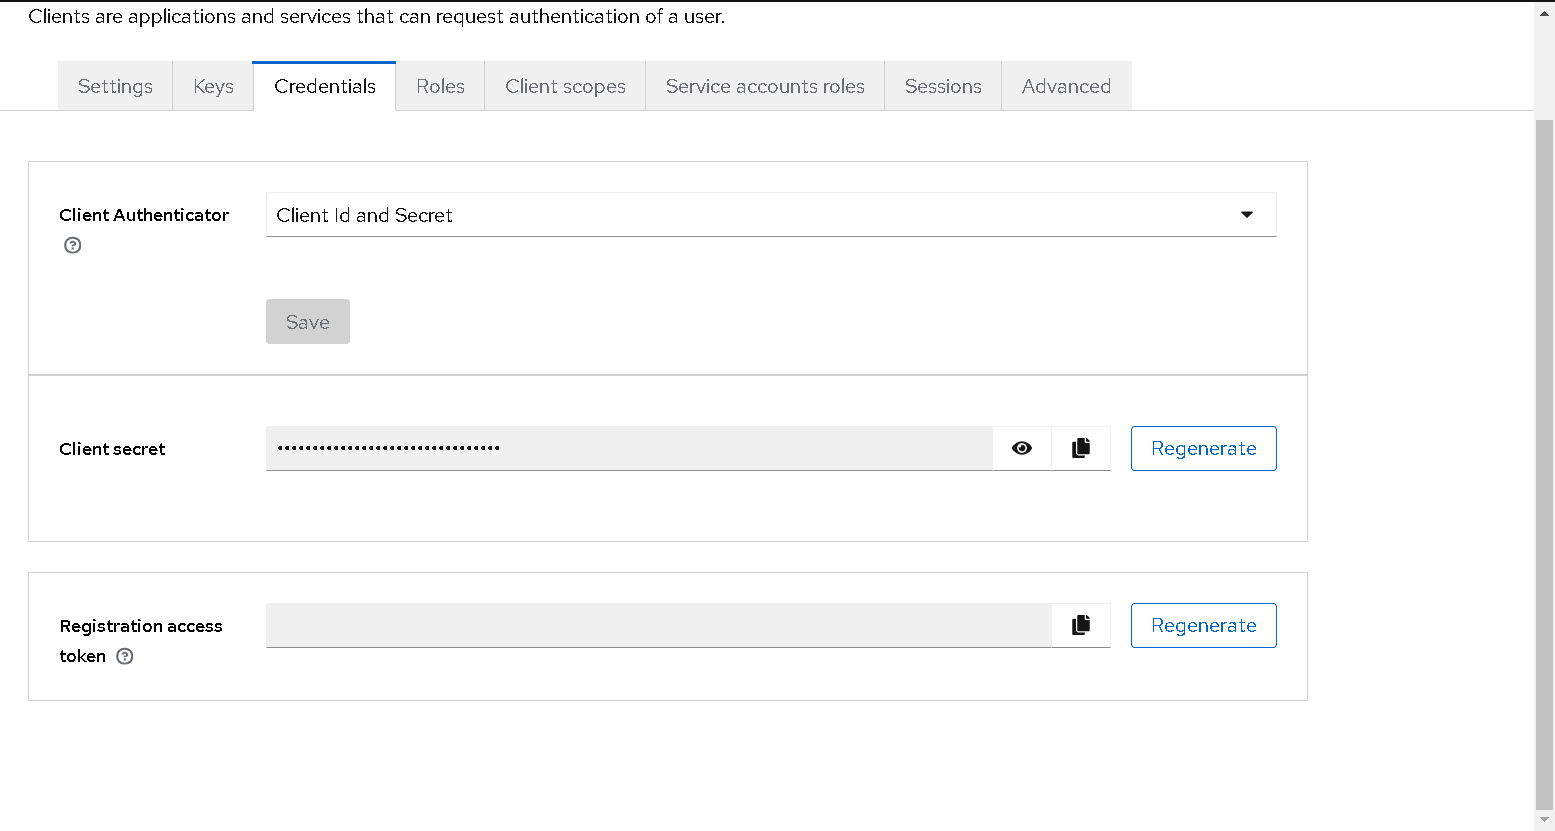 Clients are applications and services that can request authentication of a user.
Settings Keys Credentials Roles Client scopes Service accounts roles Sessions Advanced
Client Authenticator Client Id and Secret
Save
Client secret •••••••••••••••••••••••••••••••• Regenerate
Registration access Regenerate
token